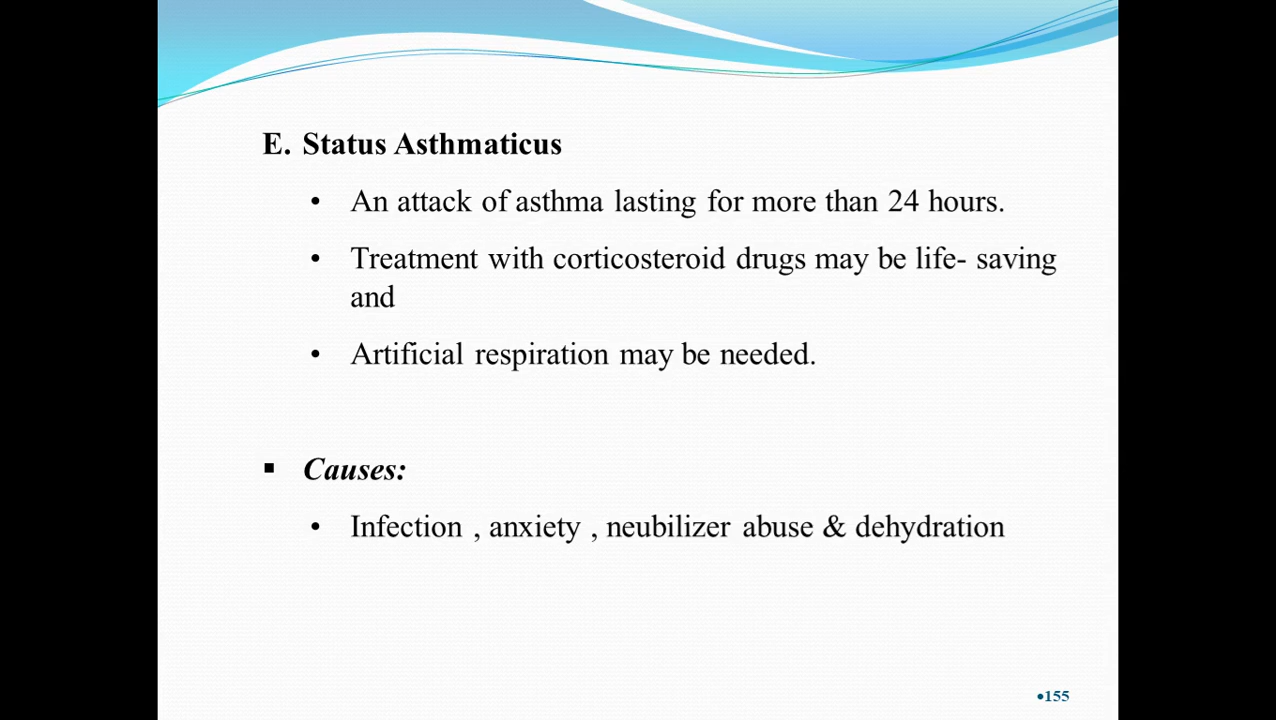 E. Status Asthmaticus
• An attack of asthma lasting for more than 24 hours.
• Treatment with corticosteroid drugs may be life- saving
and
• Artificial respiration may be needed.
▪ Causes:
• Infection , anxiety , neubilizer abuse & dehydration
•155